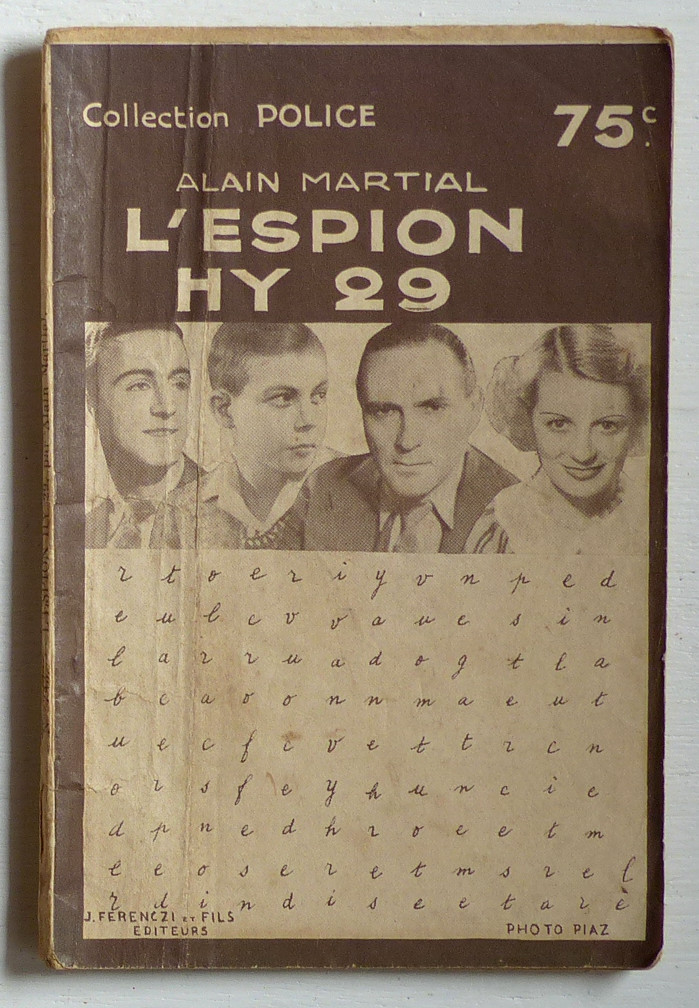 Collection POLICE
75c.
ALAIN MARTIAL
L'ESPION
HY 29
r t o e r i y v n p e d
e u l c v v a u e s i n
l a r r u a d o g t l a
b e a o o n n m a e u t
u e c f i v e t t r c n
o r s f e y h u n c i e
d p n e d h r o e e t m
e e o s e r e t m s r e l
r d i n d i s e e t a r è
J. FERENCZI ET FILS
EDITEURS
PHOTO PIAZ